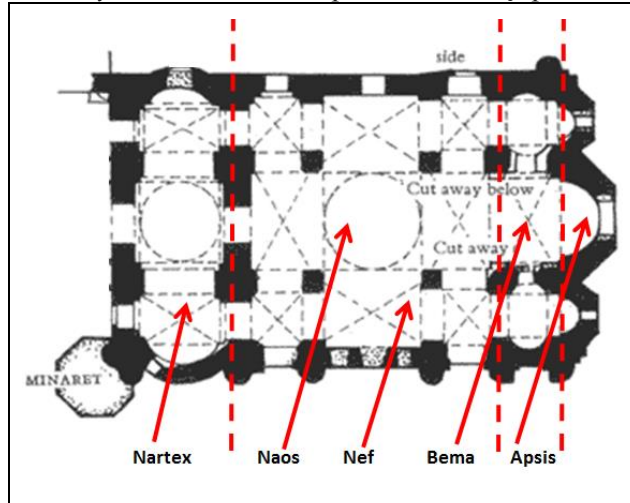 side
Cut away below
Cut away
MINARET
Nartex
Naos
Nef
Bema
Apsis